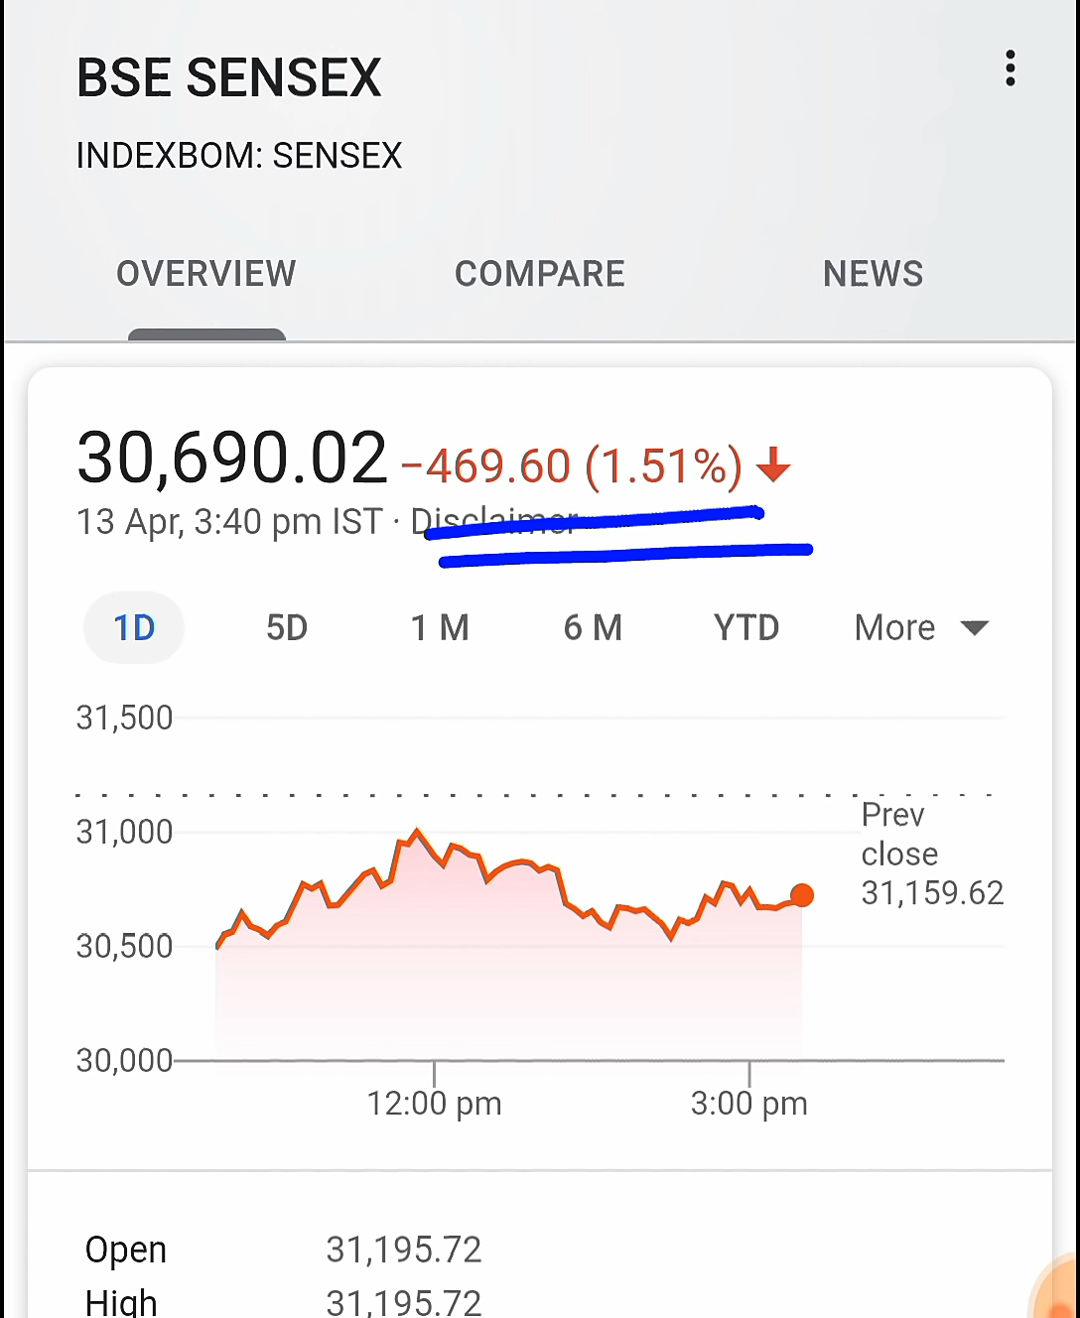 BSE SENSEX
INDEXBOM: SENSEX
OVERVIEW COMPARE NEWS
30,690.02 −469.60 (1.51%)
13 Apr, 3:40 pm IST · Disclaimer
1D 5D 1 M 6 M YTD More
31,500
31,000
30,500
30,000
Prev
close
31,159.62
12:00 pm 3:00 pm
Open 31,195.72
High 31,195.72